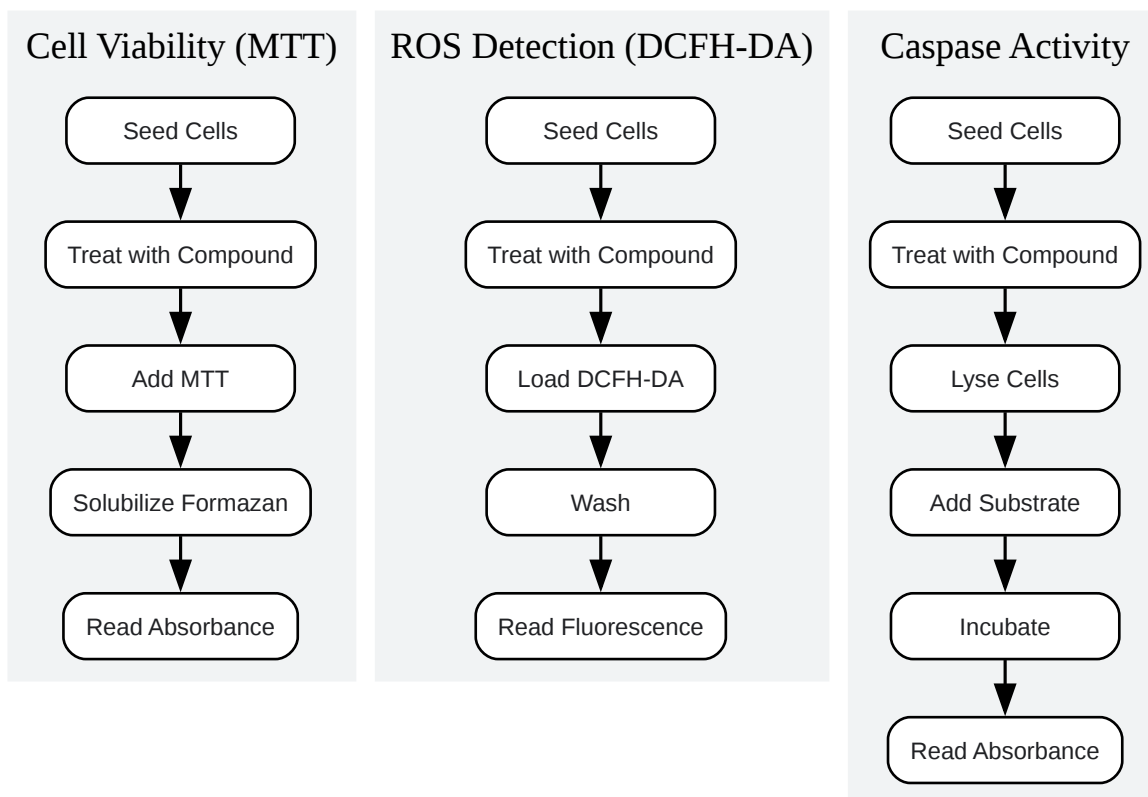 Cell Viability (MTT)
Seed Cells
Treat with Compound
Add MTT
Solubilize Formazan
Read Absorbance
ROS Detection (DCFH-DA)
Seed Cells
Treat with Compound
Load DCFH-DA
Wash
Read Fluorescence
Caspase Activity
Seed Cells
Treat with Compound
Lyse Cells
Add Substrate
Incubate
Read Absorbance